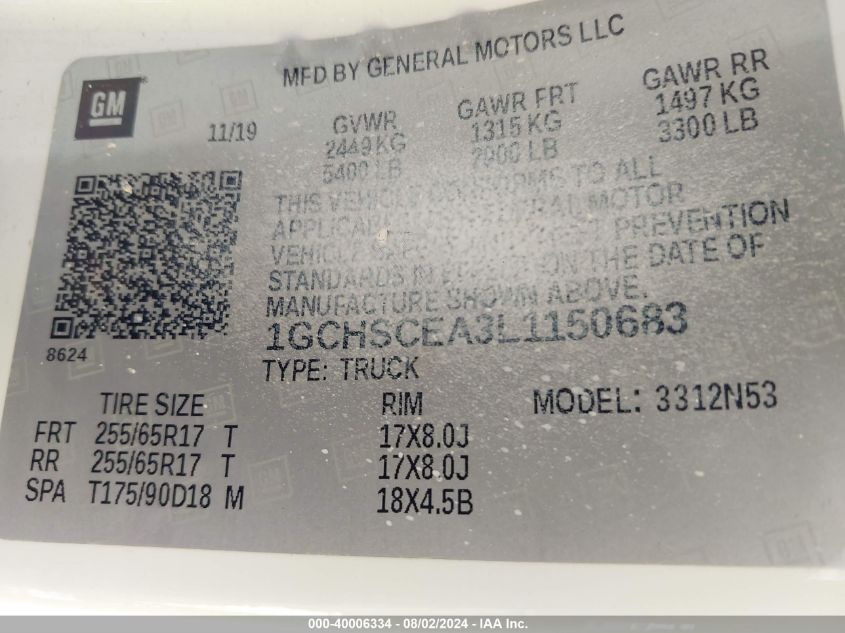 MFD BY GENERAL MOTORS LLC
GM
11/19
GVWR GAWR FRT GAWR RR
2449 KG 1315 KG 1497 KG
5400 LB 2900 LB 3300 LB
THIS VEHICLE CONFORMS TO ALL
MOTOR
PREVENTION
STANDARDS IN EFFECT ON THE DATE OF
MANUFACTURE SHOWN ABOVE.
1GCHSCEA3L1150683
8624
TYPE: TRUCK
TIRE SIZE RIM MODEL: 3312N53
FRT 255/65R17 T 17X8.0J
RR 255/65R17 T 17X8.0J
SPA T175/90D18 M 18X4.5B
000-40006334 - 08/02/2024 - IAA Inc.